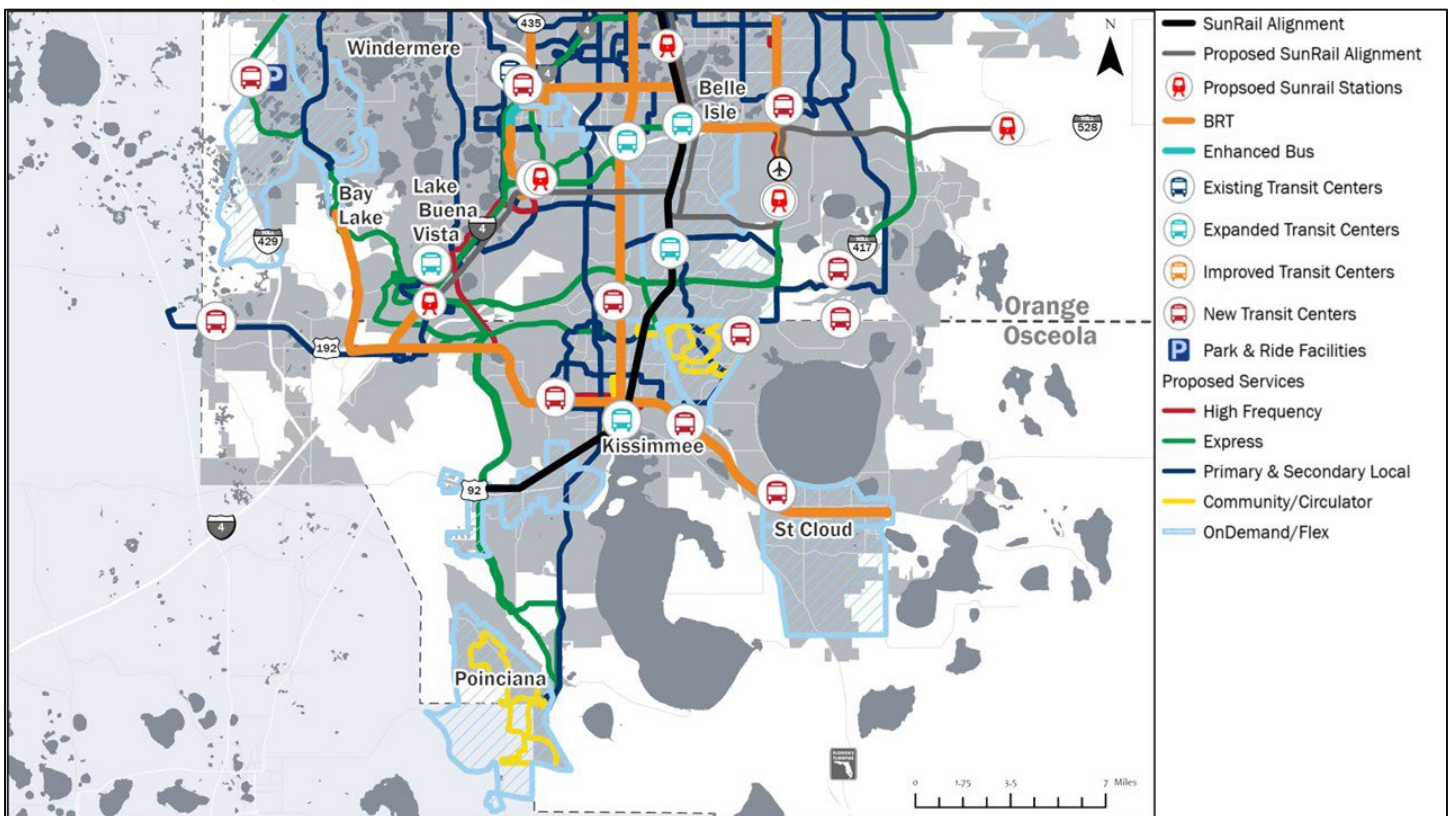 435
4
N
Windermere
4
Belle
Isle
528
Bay
Lake
Lake
Buena
Vista
4
429
417
Orange
Osceola
192
Kissimmee
92
St Cloud
4
Poinciana
FLORIDA'S
TURNPIKE
0 1.75 3.5 7 Miles
SunRail Alignment
Proposed SunRail Alignment
Propsoed Sunrail Stations
BRT
Enhanced Bus
Existing Transit Centers
Expanded Transit Centers
Improved Transit Centers
New Transit Centers
P Park & Ride Facilities
Proposed Services
High Frequency
Express
Primary & Secondary Local
Community/Circulator
OnDemand/Flex
P